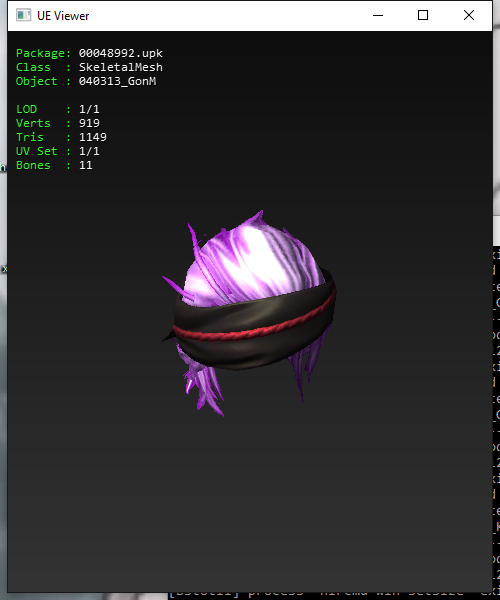 UE Viewer
Package: 00048992.upk
Class : SkeletalMesh
Object : 040313_GonM
LOD : 1/1
Verts : 919
Tris : 1149
UV Set : 1/1
Bones : 11